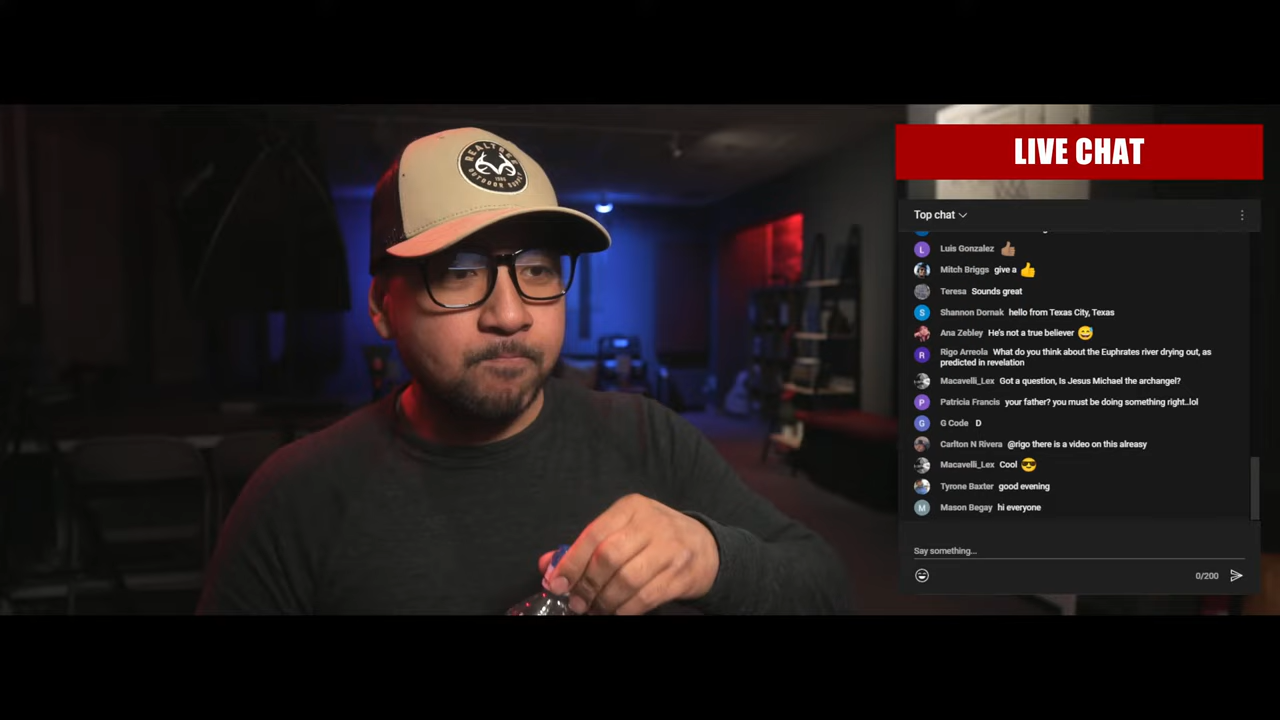 REALTREE
OUTDOOR SUPPLY
LIVE CHAT
Top chat
Luis Gonzalez
Mitch Briggs give a
Teresa Sounds great
Shannon Dornak hello from Texas City, Texas
Ana Zebley He's not a true believer
Rigo Arreola What do you think about the Euphrates river drying out, as
predicted in revelation
Macavelli_Lex Got a question, Is Jesus Michael the archangel?
Patricia Francis your father? you must be doing something right..lol
G Code D
Carlton N Rivera @rigo there is a video on this alreasy
Macavelli_Lex Cool
Tyrone Baxter good evening
Mason Begay hi everyone
Say something...
0/200